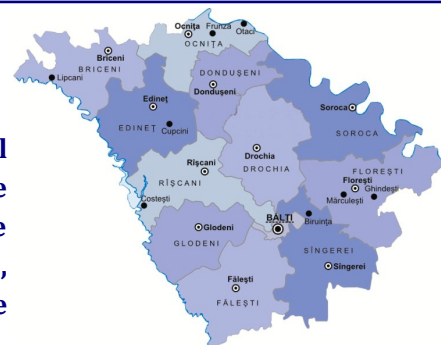 Ocnița
Frunză
Otaci
OCNIȚA
Briceni
BRICENI
Lipcani
DONDUȘENI
Dondușeni
Edineț
Cupcini
EDINEȚ
Soroca
SOROCA
Drochia
DROCHIA
Rîșcani
RÎȘCANI
Costești
FLOREȘTI
Florești
Ghindești
Mărculești
BĂLȚI
Biruința
Glodeni
GLODENI
SÎNGEREI
Sîngerei
Fălești
FĂLEȘTI
l
e
e
,
e